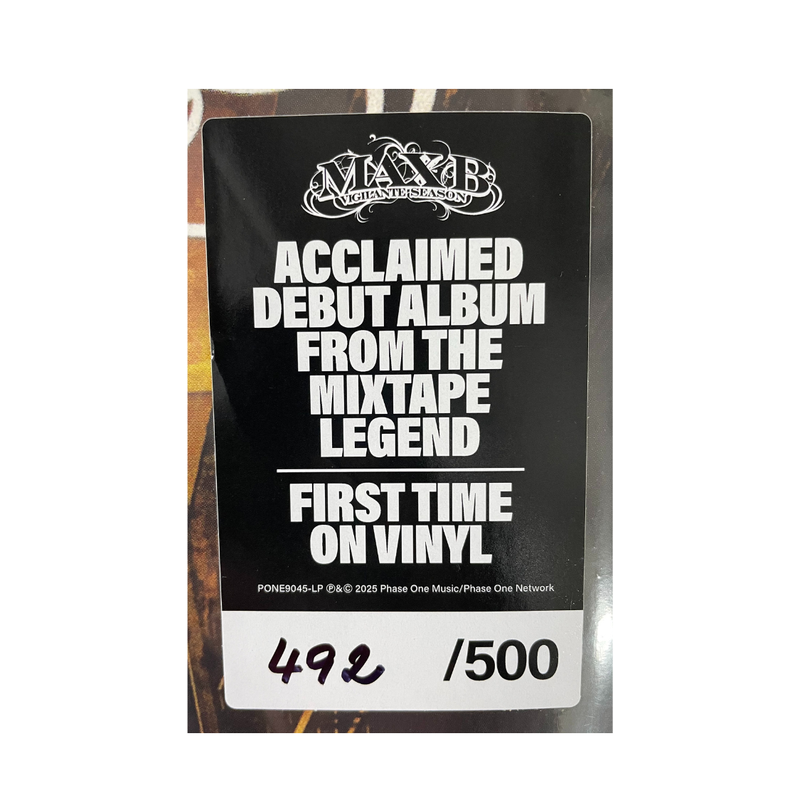 MAX B
VIGILANTE SEASON
ACCLAIMED
DEBUT ALBUM
FROM THE
MIXTAPE
LEGEND
FIRST TIME
ON VINYL
PONE9045-LP ℗&© 2025 Phase One Music/Phase One Network
492 /500